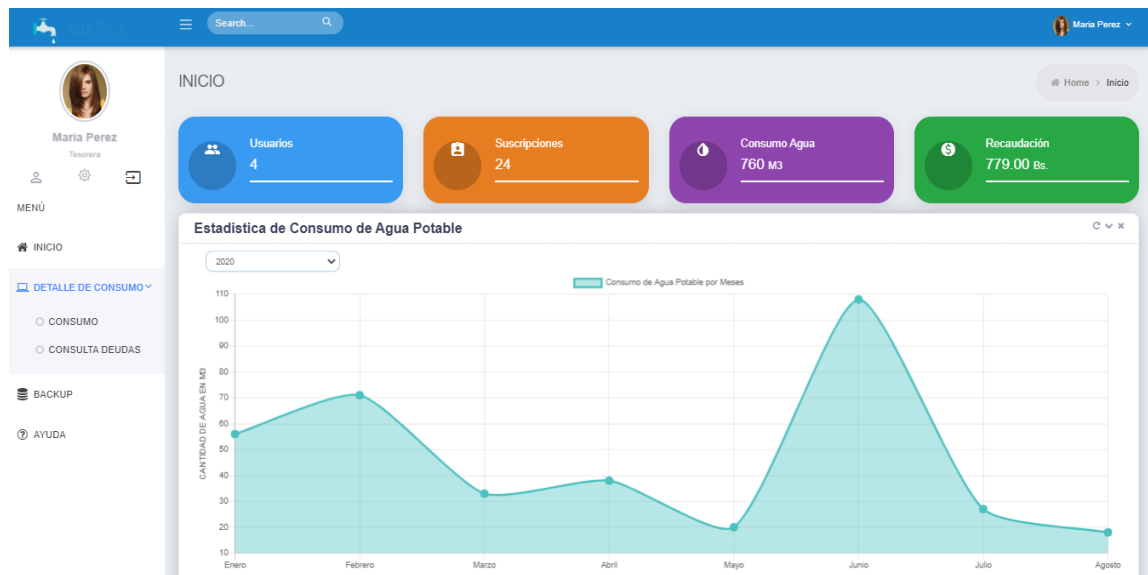 SIAPLA
Search...
Maria Perez
Maria Perez
Tesorera
MENÚ
INICIO
DETALLE DE CONSUMO
CONSUMO
CONSULTA DEUDAS
BACKUP
AYUDA
INICIO
Home > Inicio
Usuarios
4
Suscripciones
24
Consumo Agua
760 M3
Recaudación
779.00 Bs.
Estadistica de Consumo de Agua Potable
2020
Consumo de Agua Potable por Meses
CANTIDAD DE AGUA EN M3
110
100
90
80
70
60
50
40
30
20
10
Enero Febrero Marzo Abril Mayo Junio Julio Agosto